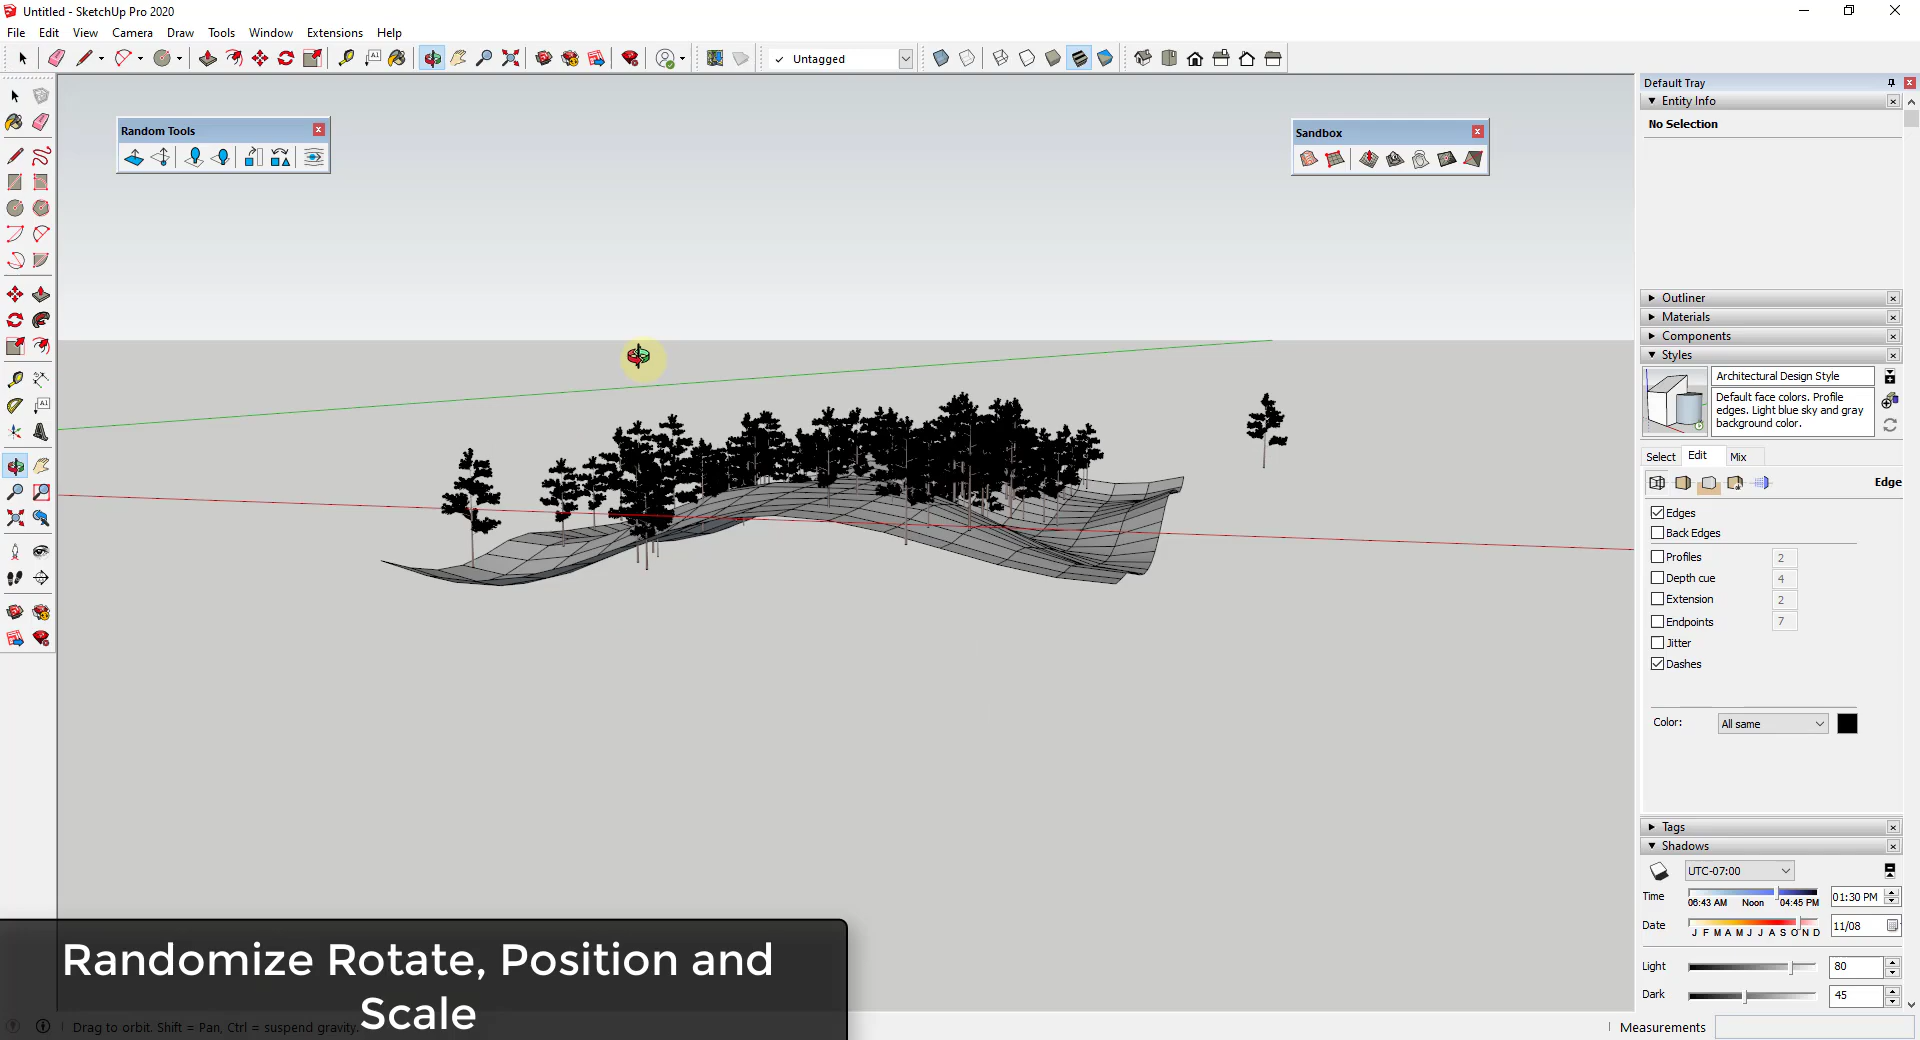 Untitled - SketchUp Pro 2020
File Edit View Camera Draw Tools Window Extensions Help
Untagged
Random Tools
Sandbox
Default Tray
Entity Info
No Selection
Outliner
Materials
Components
Styles
Architectural Design Style
Default face colors. Profile
edges. Light blue sky and gray
background color.
Select Edit Mix
Edge
Edges
Back Edges
Profiles 2
Depth cue 4
Extension 2
Endpoints 7
Jitter
Dashes
Color: All same
Tags
Shadows
UTC-07:00
Time 06:43 AM Noon 04:45 PM 01:30 PM
Date J F M A M J J A S O N D 11/08
Light 80
Dark 45
Randomize Rotate, Position and
Scale
Drag to orbit. Shift = Pan, Ctrl = suspend gravity.
Measurements